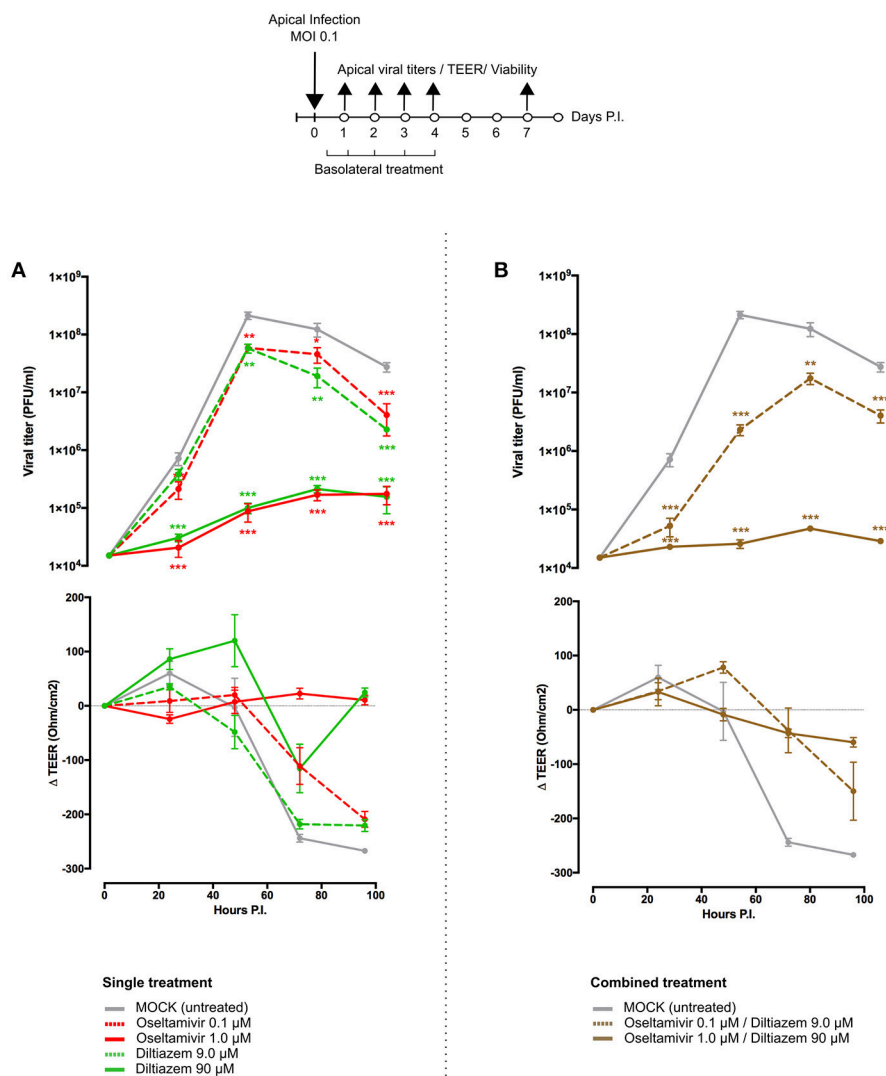 Apical Infection
MOI 0.1
Apical viral titers / TEER/ Viability
Days P.I.
0 1 2 3 4 5 6 7
Basolateral treatment
A
1×10⁹
1×10⁸
1×10⁷
1×10⁶
1×10⁵
1×10⁴
Viral titer (PFU/ml)
** * *** ** ** ***
*** *** *** *** *** *** *** ***
200
100
0
-100
-200
-300
Δ TEER (Ohm/cm2)
0 20 40 60 80 100
Hours P.I.
Single treatment
MOCK (untreated)
Oseltamivir 0.1 µM
Oseltamivir 1.0 µM
Diltiazem 9.0 µM
Diltiazem 90 µM
B
1×10⁹
1×10⁸
1×10⁷
1×10⁶
1×10⁵
1×10⁴
Viral titer (PFU/ml)
*** *** ** ***
*** *** *** ***
200
100
0
-100
-200
-300
Δ TEER (Ohm/cm2)
0 20 40 60 80 100
Hours P.I.
Combined treatment
MOCK (untreated)
Oseltamivir 0.1 µM / Diltiazem 9.0 µM
Oseltamivir 1.0 µM / Diltiazem 90 µM